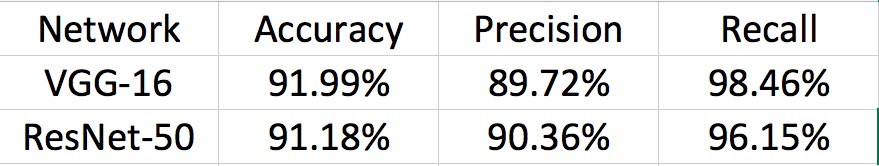 Network Accuracy Precision Recall
VGG-16 91.99% 89.72% 98.46%
ResNet-50 91.18% 90.36% 96.15%